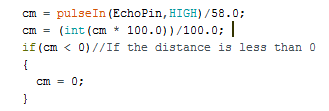 cm = pulseIn(EchoPin,HIGH)/58.0;
cm = (int(cm * 100.0))/100.0;
if(cm < 0)//If the distance is less than 0
{
cm = 0;
}